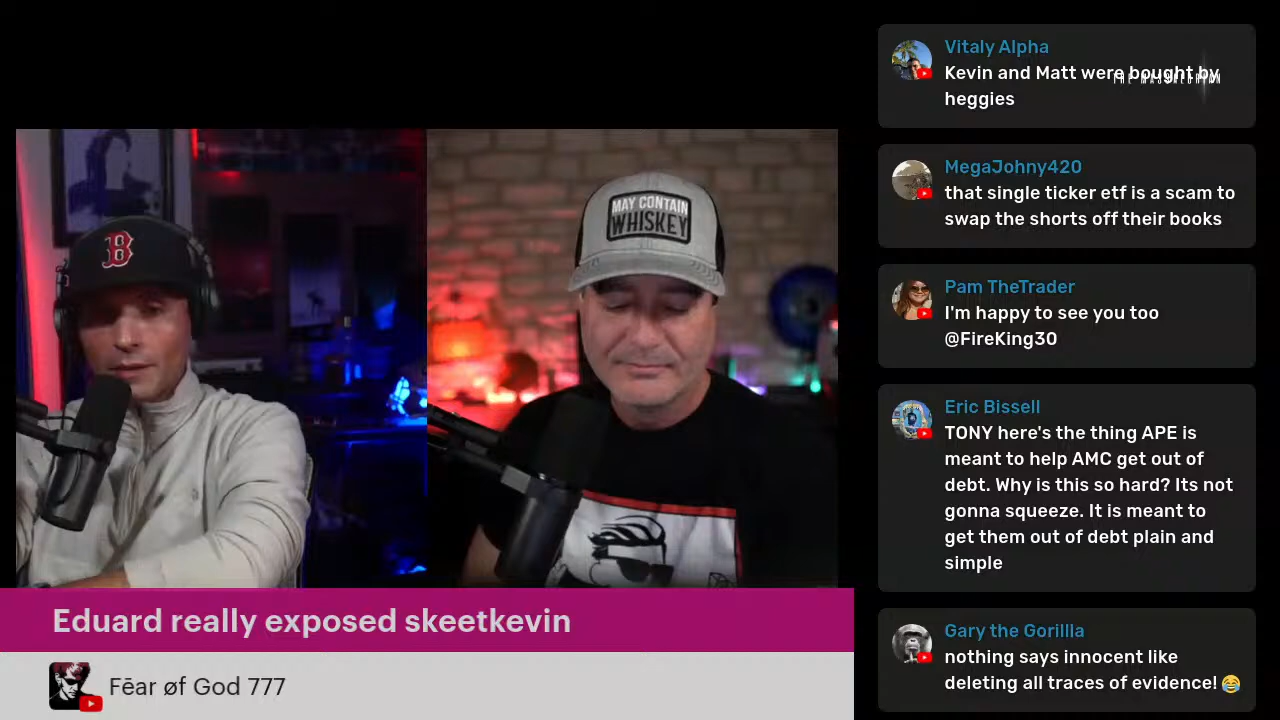 Vitaly Alpha
Kevin and Matt were bought by
heggies
MegaJohny420
that single ticker etf is a scam to
swap the shorts off their books
Pam TheTrader
I'm happy to see you too
@FireKing30
Eric Bissell
TONY here's the thing APE is
meant to help AMC get out of
debt. Why is this so hard? Its not
gonna squeeze. It is meant to
get them out of debt plain and
simple
Gary the Gorillla
nothing says innocent like
deleting all traces of evidence! 😂
B
MAY CONTAIN
WHISKEY
Eduard really exposed skeetkevin
Fēar øf God 777